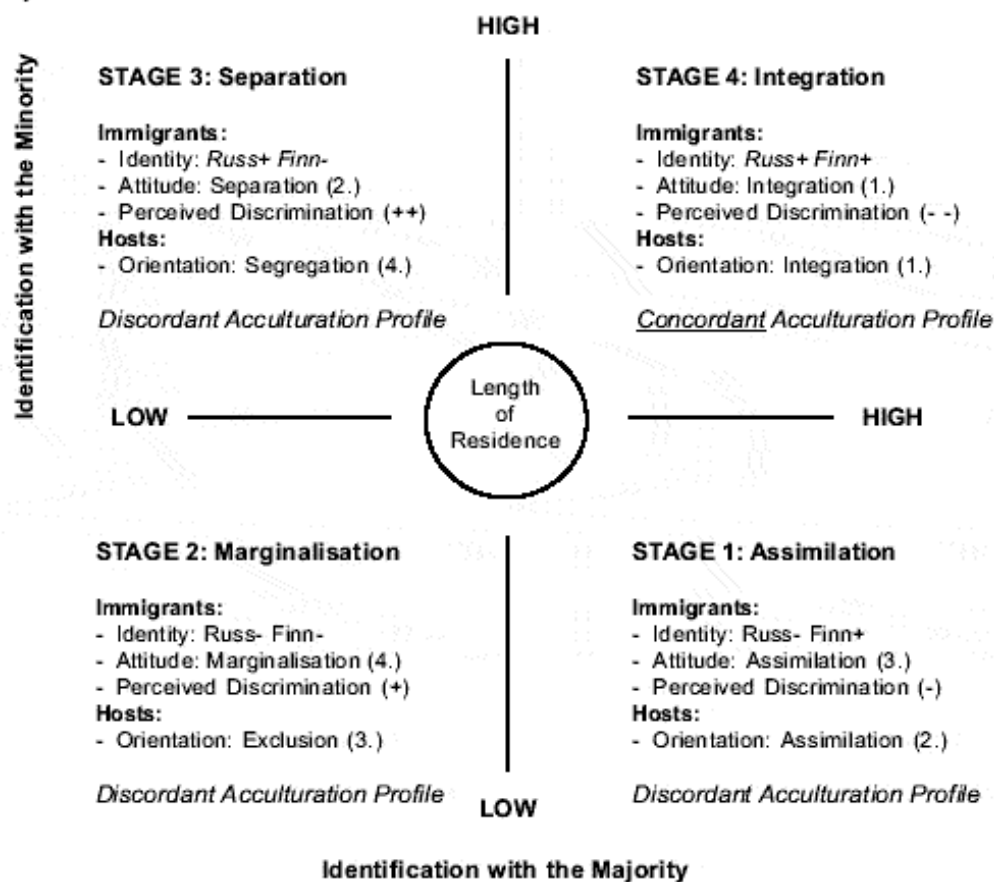 HIGH
Identification with the Minority
STAGE 3: Separation
Immigrants:
- Identity: Russ+ Finn-
- Attitude: Separation (2.)
- Perceived Discrimination (++)
Hosts:
- Orientation: Segregation (4.)
Discordant Acculturation Profile
STAGE 4: Integration
Immigrants:
- Identity: Russ+ Finn+
- Attitude: Integration (1.)
- Perceived Discrimination (- -)
Hosts:
- Orientation: Integration (1.)
Concordant Acculturation Profile
LOW
Length
of
Residence
HIGH
STAGE 2: Marginalisation
Immigrants:
- Identity: Russ- Finn-
- Attitude: Marginalisation (4.)
- Perceived Discrimination (+)
Hosts:
- Orientation: Exclusion (3.)
Discordant Acculturation Profile
STAGE 1: Assimilation
Immigrants:
- Identity: Russ- Finn+
- Attitude: Assimilation (3.)
- Perceived Discrimination (-)
Hosts:
- Orientation: Assimilation (2.)
Discordant Acculturation Profile
LOW
Identification with the Majority